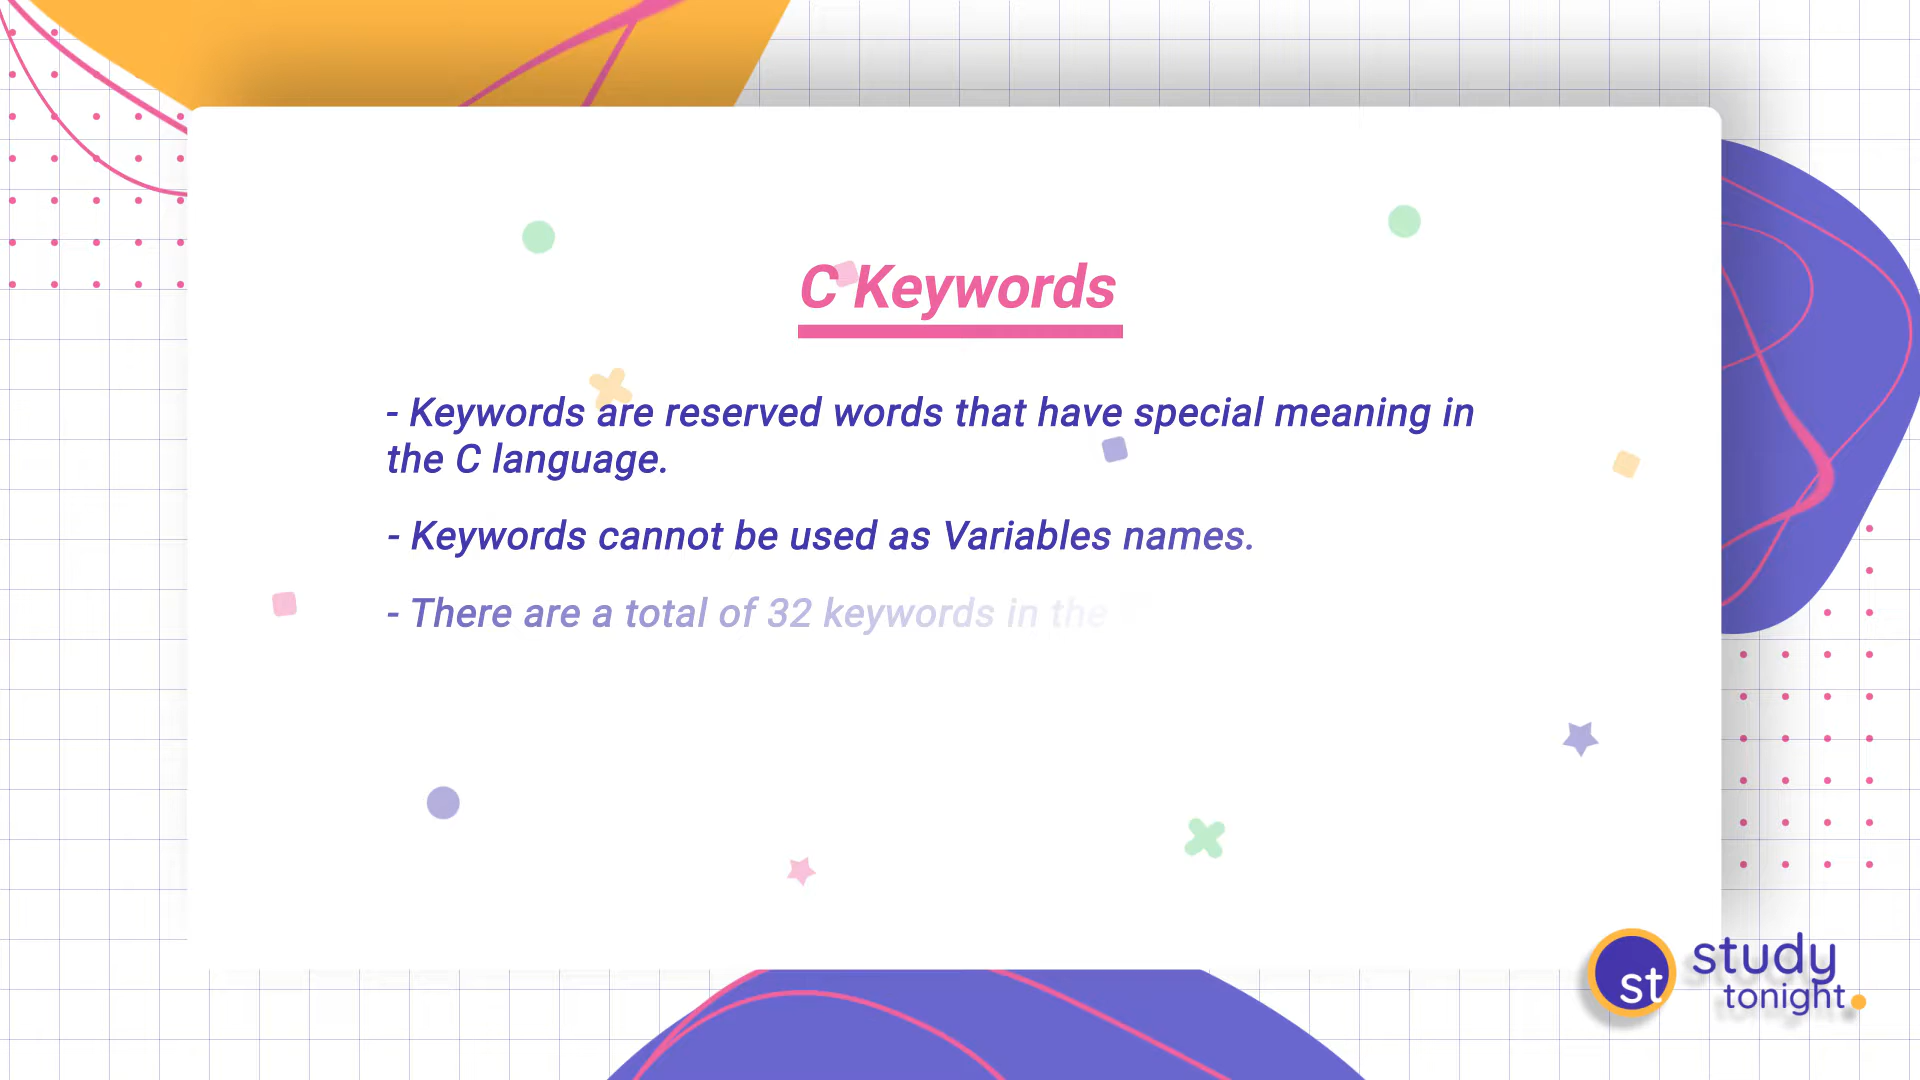 C Keywords
- Keywords are reserved words that have special meaning in
the C language.
- Keywords cannot be used as Variables names.
- There are a total of 32 keywords in the
st
study
tonight.